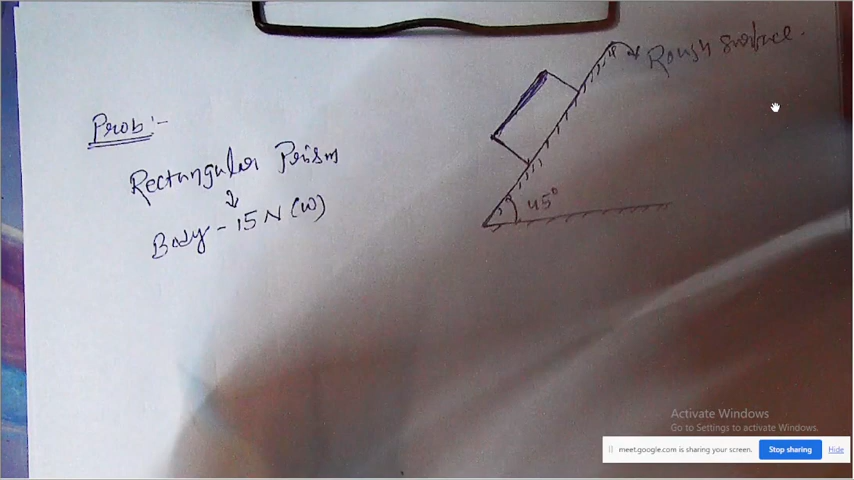 Prob:-
Rectangular Prism
Body - 15 N (W)
Rough surface.
45°
Activate Windows
Go to Settings to activate Windows.
meet.google.com is sharing your screen.
Stop sharing
Hide